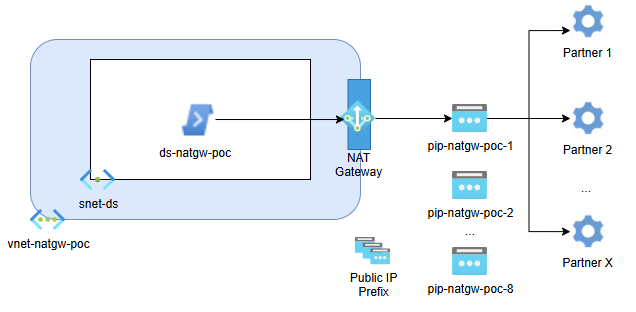 Partner 1
ds-natgw-poc
NAT
Gateway
pip-natgw-poc-1
Partner 2
snet-ds
...
pip-natgw-poc-2
...
vnet-natgw-poc
Public IP
Prefix
pip-natgw-poc-8
Partner X